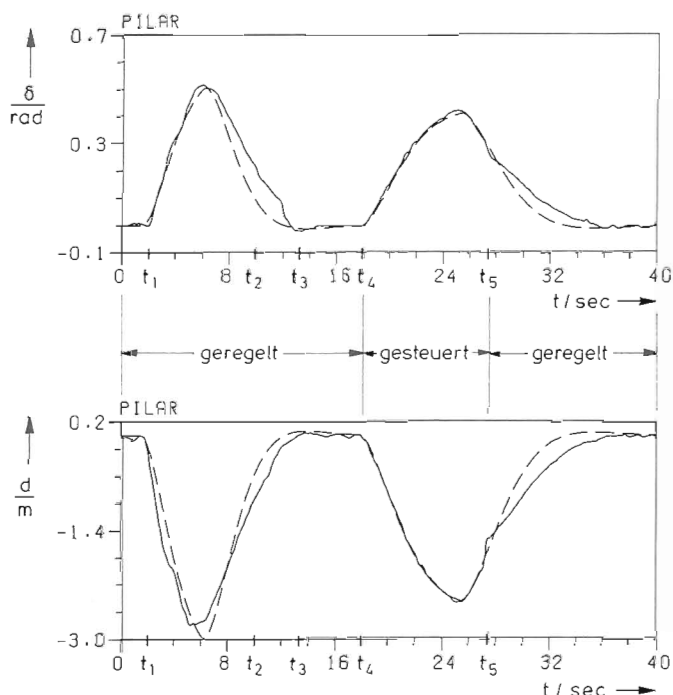 PILAR
0.7
δ
rad
0.3
-0.1
0 t₁ 8 t₂ t₃ 16 t₄ 24 t₅ 32 40
t/sec
geregelt gesteuert geregelt
PILAR
0.2
d
m
-1.4
-3.0
0 t₁ 8 t₂ t₃ 16 t₄ 24 t₅ 32 40
t/sec